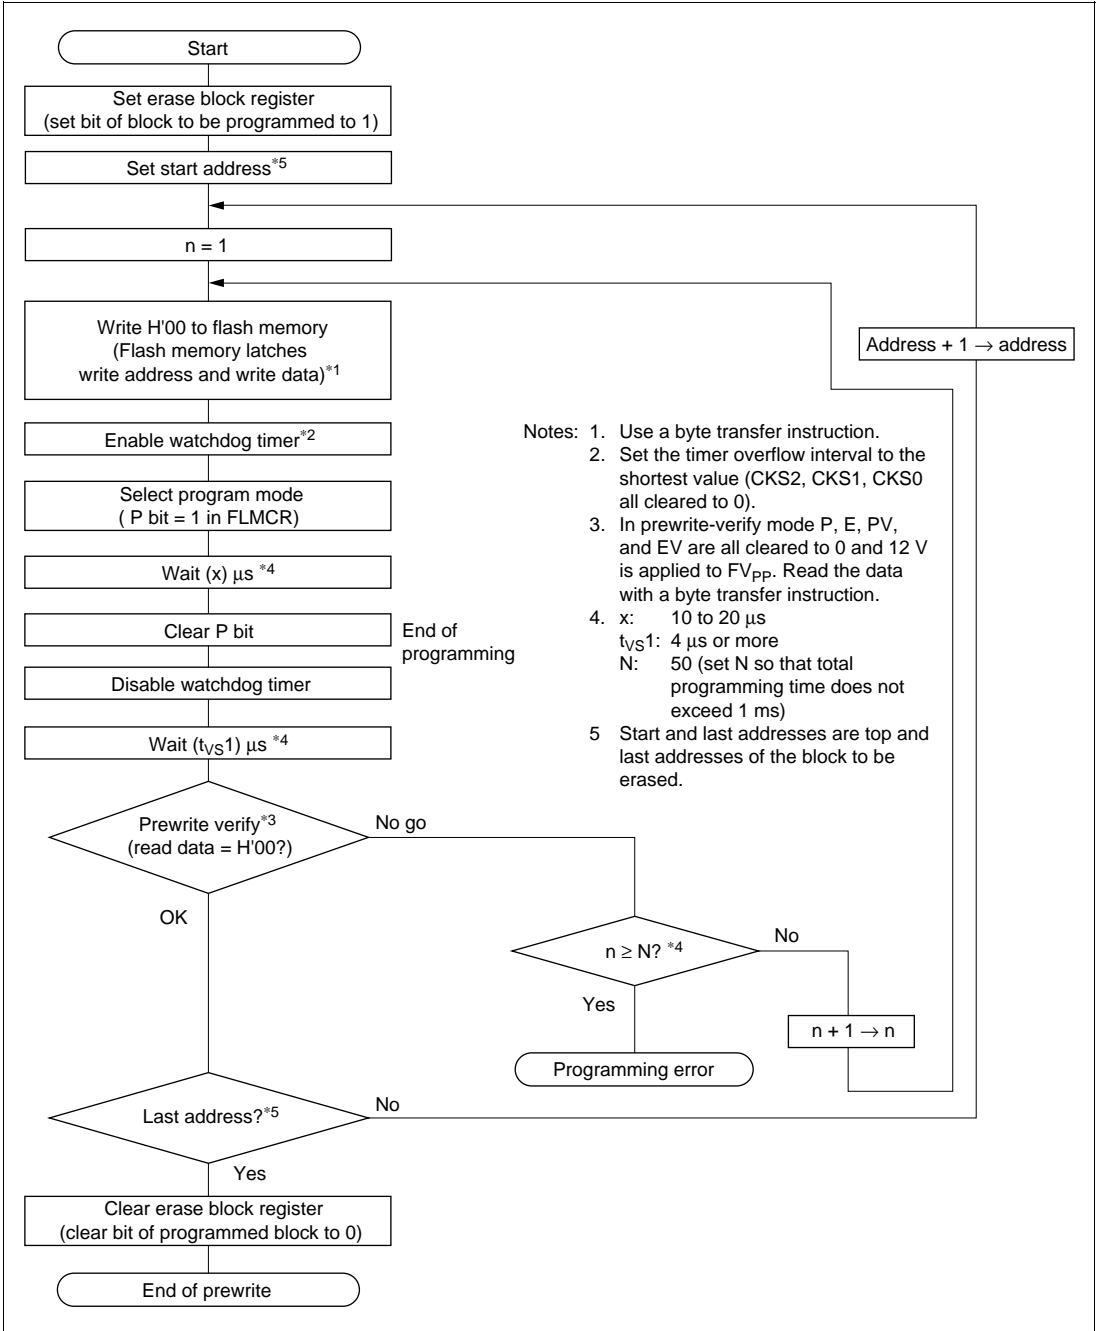 Start
Set erase block register
(set bit of block to be programmed to 1)
Set start address*5
n = 1
Write H'00 to flash memory
(Flash memory latches
write address and write data)*1
Address + 1 → address
Enable watchdog timer*2
Select program mode
( P bit = 1 in FLMCR)
Wait (x) µs *4
Clear P bit
End of
programming
Disable watchdog timer
Wait (tVS1) µs *4
Notes: 1. Use a byte transfer instruction.
2. Set the timer overflow interval to the
shortest value (CKS2, CKS1, CKS0
all cleared to 0).
3. In prewrite-verify mode P, E, PV,
and EV are all cleared to 0 and 12 V
is applied to FVPP. Read the data
with a byte transfer instruction.
4. x: 10 to 20 µs
tVS1: 4 µs or more
N: 50 (set N so that total
programming time does not
exceed 1 ms)
5 Start and last addresses are top and
last addresses of the block to be
erased.
Prewrite verify*3
(read data = H'00?)
No go
OK
n ≥ N? *4
No
Yes
n + 1 → n
Programming error
Last address?*5
No
Yes
Clear erase block register
(clear bit of programmed block to 0)
End of prewrite